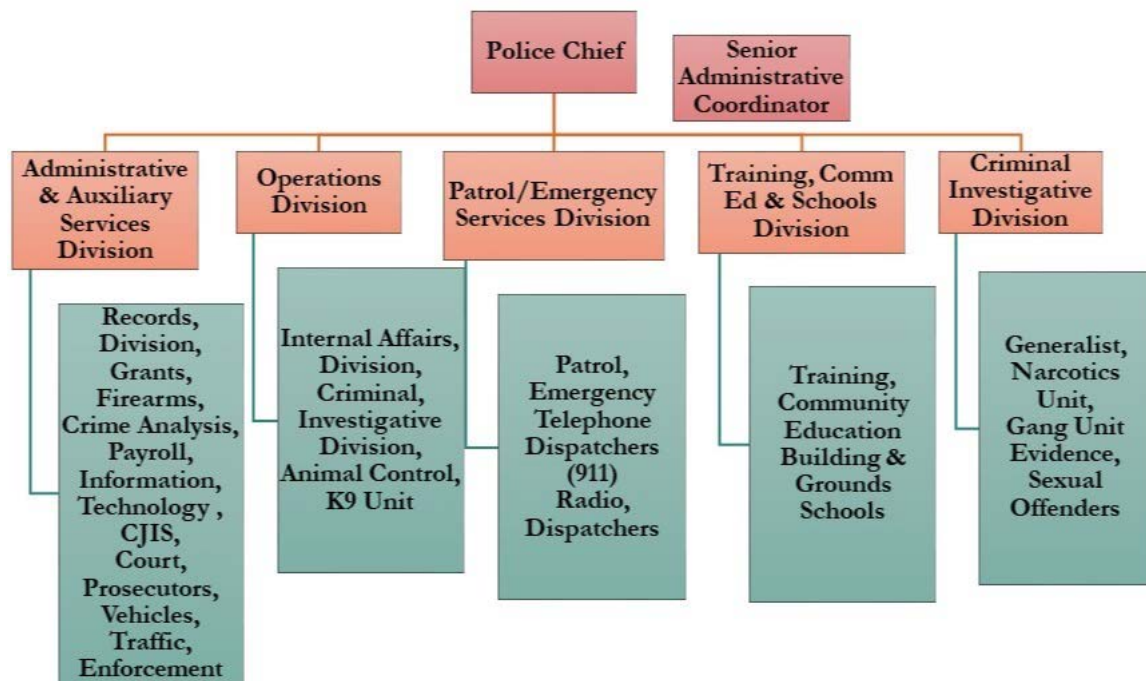 Police Chief
Senior
Administrative
Coordinator
Administrative
& Auxiliary
Services
Division
Operations
Division
Patrol/Emergency
Services Division
Training, Comm
Ed & Schools
Division
Criminal
Investigative
Division
Records,
Division,
Grants,
Firearms,
Crime Analysis,
Payroll,
Information,
Technology ,
CJIS,
Court,
Prosecutors,
Vehicles,
Traffic,
Enforcement
Internal Affairs,
Division,
Criminal,
Investigative
Division,
Animal Control,
K9 Unit
Patrol,
Emergency
Telephone
Dispatchers
(911)
Radio,
Dispatchers
Training,
Community
Education
Building &
Grounds
Schools
Generalist,
Narcotics
Unit,
Gang Unit
Evidence,
Sexual
Offenders